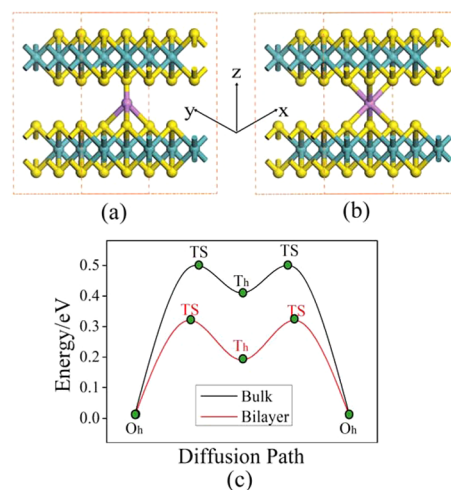 z
y
x
(a)
(b)
Energy/eV
0.5
0.4
0.3
0.2
0.1
0.0
TS
TS
Th
TS
TS
Th
Oh
Oh
Bulk
Bilayer
Diffusion Path
(c)